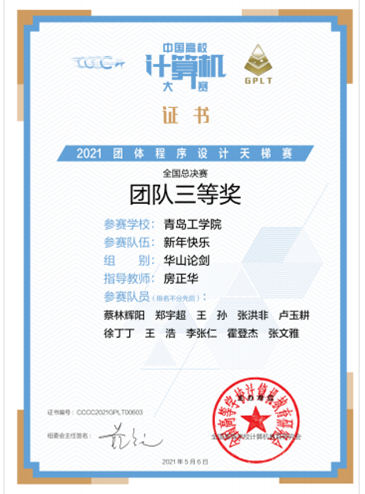 中国高校
计算机
大赛
GPLT
证书
2021 团体程序设计天梯赛
全国总决赛
团队三等奖
参赛学校：青岛工学院
参赛队伍：新年快乐
组 别：华山论剑
指导教师：房正华
参赛队员（排名不分先后）：
蔡林辉阳 郑宇超 王 孙 张洪非 卢玉耕
徐丁丁 王 浩 李张仁 霍登杰 张文雅
证书编号：CCCC2021GPLT00603
组委会主任签名：
2021 年 5 月 6 日